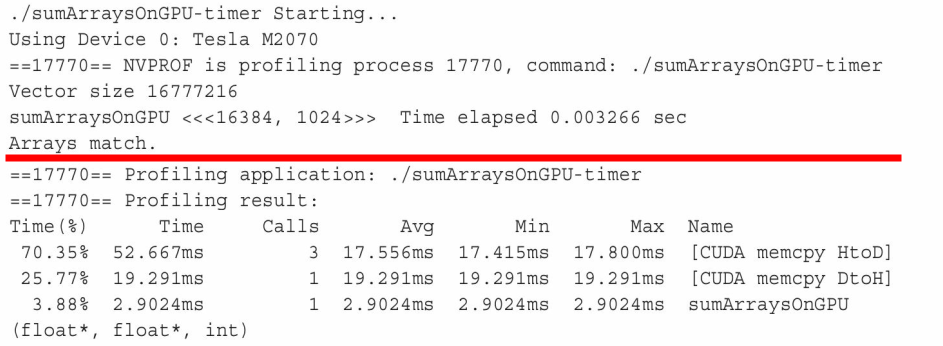 ./sumArraysOnGPU-timer Starting...
Using Device 0: Tesla M2070
==17770== NVPROF is profiling process 17770, command: ./sumArraysOnGPU-timer
Vector size 16777216
sumArraysOnGPU <<<16384, 1024>>>  Time elapsed 0.003266 sec
Arrays match.
==17770== Profiling application: ./sumArraysOnGPU-timer
==17770== Profiling result:
Time(%)     Time     Calls       Avg       Min       Max  Name
 70.35%  52.667ms         3  17.556ms  17.415ms  17.800ms  [CUDA memcpy HtoD]
 25.77%  19.291ms         1  19.291ms  19.291ms  19.291ms  [CUDA memcpy DtoH]
  3.88%  2.9024ms         1  2.9024ms  2.9024ms  2.9024ms  sumArraysOnGPU
(float*, float*, int)